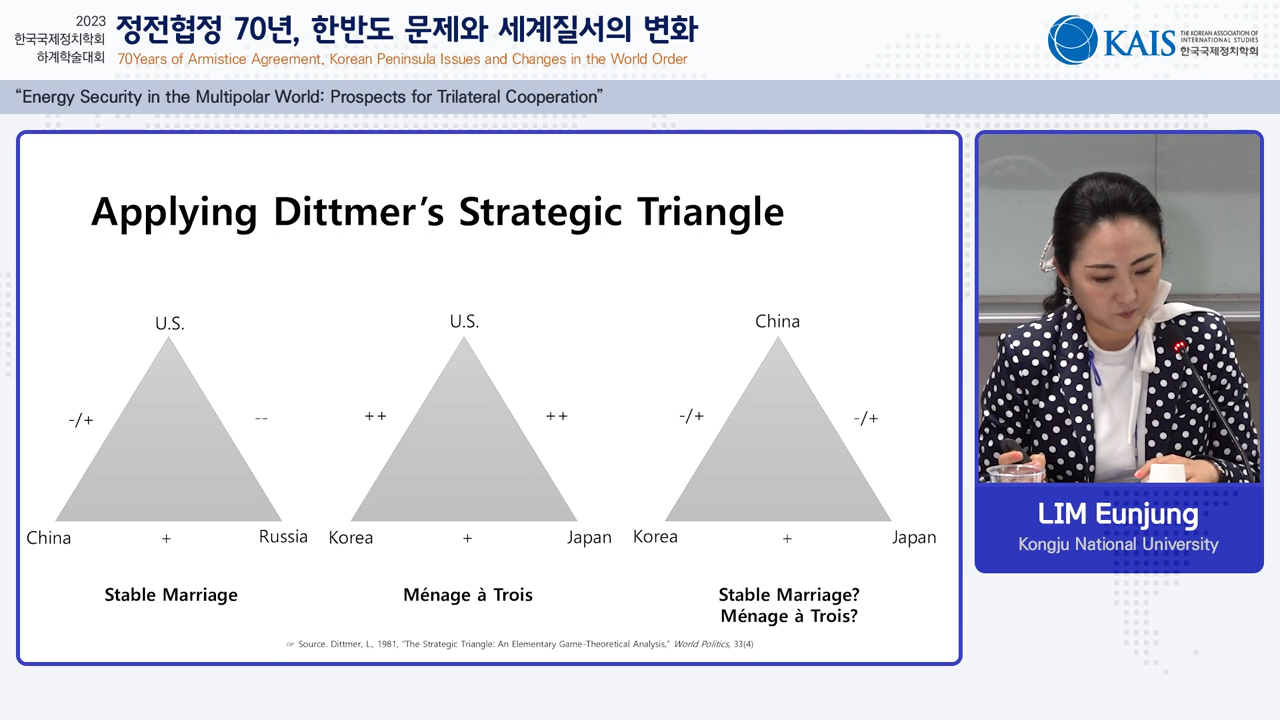 2023
한국국제정치학회
하계학술대회
정전협정 70년, 한반도 문제와 세계질서의 변화
70Years of Armistice Agreement, Korean Peninsula Issues and Changes in the World Order
KAIS
THE KOREAN ASSOCIATION OF
INTERNATIONAL STUDIES
한국국제정치학회
“Energy Security in the Multipolar World: Prospects for Trilateral Cooperation”
Applying Dittmer’s Strategic Triangle
U.S.
-/+
--
China
+
Russia
Stable Marriage
U.S.
++
++
Korea
+
Japan
Ménage à Trois
China
-/+
-/+
Korea
+
Japan
Stable Marriage?
Ménage à Trois?
☞ Source. Dittmer, L., 1981, “The Strategic Triangle: An Elementary Game-Theoretical Analysis,” World Politics, 33(4)
LIM Eunjung
Kongju National University